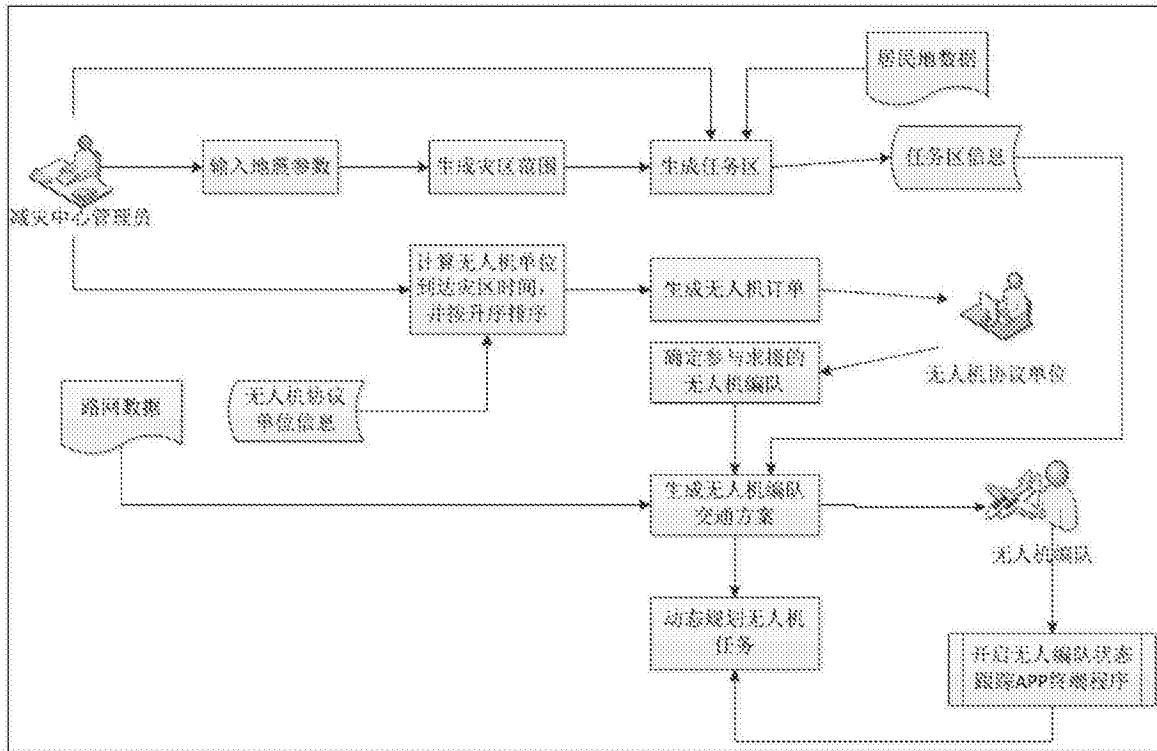 居民地数据
输入地震参数
生成灾区范围
生成任务区
任务区信息
减灾中心管理员
计算无人机单位
到达灾区时间，
并按升序排序
生成无人机订单
确定参与求援的
无人机编队
无人机协议单位
路网数据
无人机协议
单位信息
生成无人机编队
交通方案
无人机编队
动态规划无人机
任务
开启无人编队状态
跟踪APP终端程序